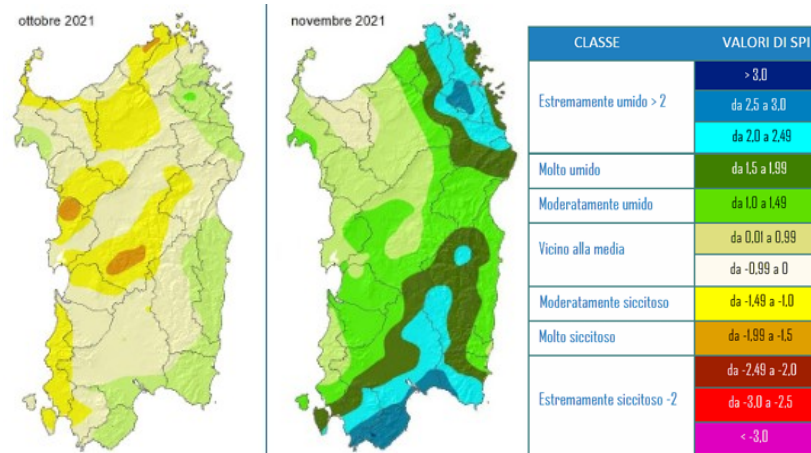 ottobre 2021
novembre 2021
CLASSE
VALORI DI SPI
Estremamente umido > 2
> 3,0
da 2,5 a 3,0
da 2,0 a 2,49
Molto umido
da 1,5 a 1,99
Moderatamente umido
da 1,0 a 1,49
Vicino alla media
da 0,01 a 0,99
da -0,99 a 0
Moderatamente siccitoso
da -1,49 a -1,0
Molto siccitoso
da -1,99 a -1,5
Estremamente siccitoso -2
da -2,49 a -2,0
da -3,0 a -2,5
< -3,0